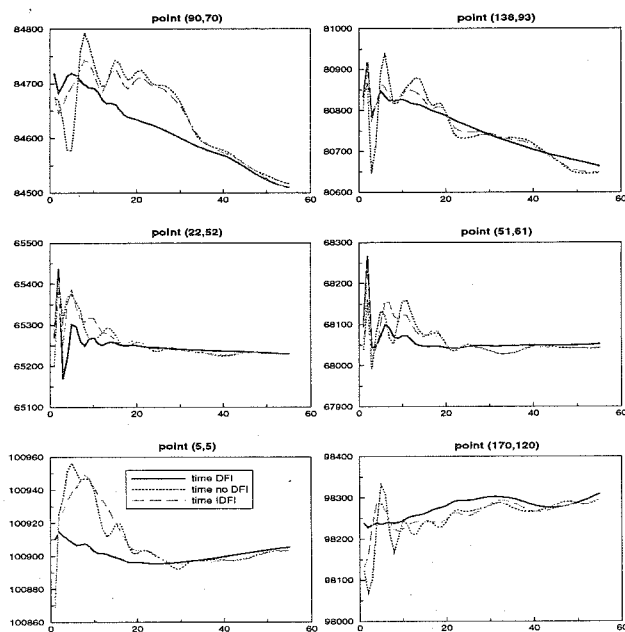 point (90,70)
84800
84700
84600
84500
0 20 40 60
point (138,93)
81000
80900
80800
80700
80600
0 20 40 60
point (22,52)
65500
65400
65300
65200
65100
0 20 40 60
point (51,61)
68300
68200
68100
68000
67900
0 20 40 60
point (5,5)
100960
100940
100920
100900
100880
100860
0 20 40 60
time DFI
time no DFI
time IDFI
point (170,120)
98400
98300
98200
98100
98000
0 20 40 60